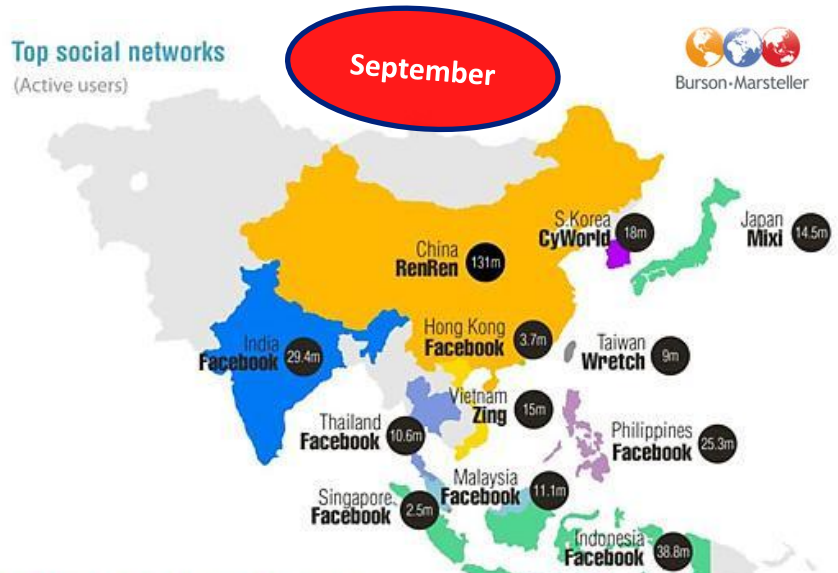 Top social networks
(Active users)
September
Burson·Marsteller
S.Korea
CyWorld
18m
Japan
Mixi
14.5m
China
RenRen
131m
India
Facebook
29.4m
Hong Kong
Facebook
3.7m
Taiwan
Wretch
9m
Vietnam
Zing
15m
Thailand
Facebook
10.6m
Philippines
Facebook
25.3m
Malaysia
Facebook
11.1m
Singapore
Facebook
2.5m
Indonesia
Facebook
38.8m